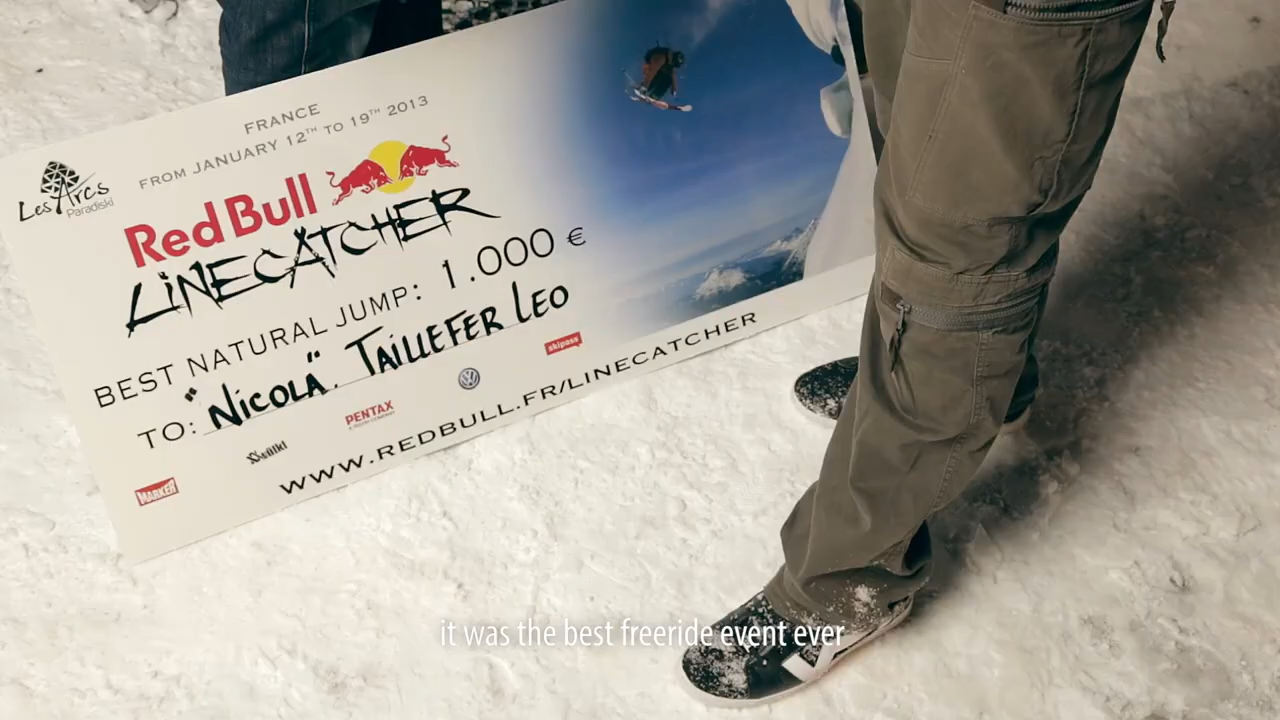 FRANCE
FROM JANUARY 12TH TO 19TH 2013
Les Arcs
Paradiski
Red Bull
LINECATCHER
BEST NATURAL JUMP: 1.000 €
TO: "NICOLA". TAILLEFER LEO
skipass
PENTAX
MARKER
WWW.REDBULL.FR/LINECATCHER
it was the best freeride event ever